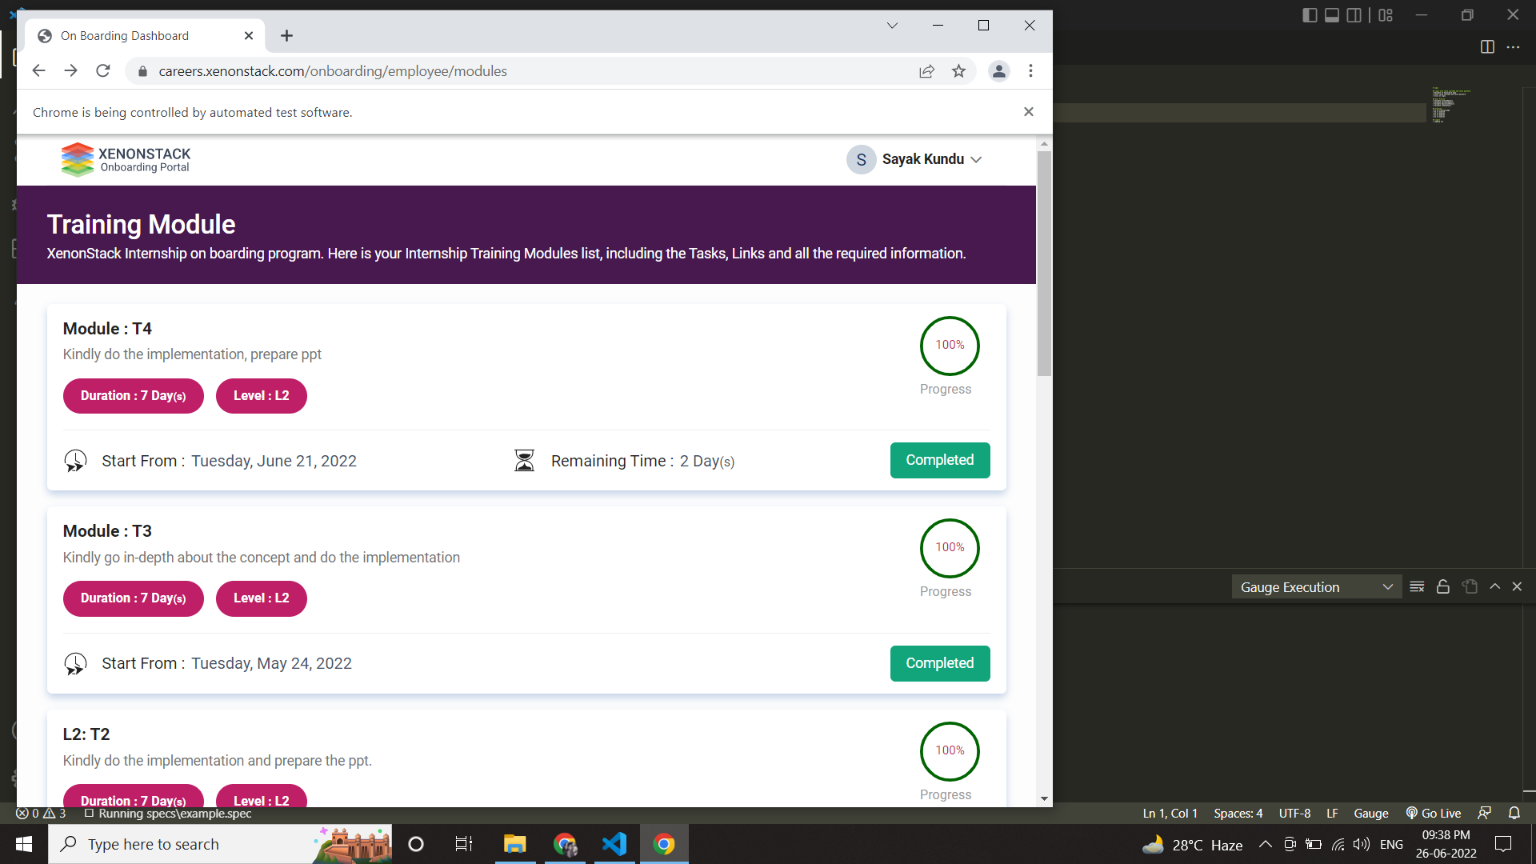 On Boarding Dashboard
careers.xenonstack.com/onboarding/employee/modules
Chrome is being controlled by automated test software.
XENONSTACK
Onboarding Portal
S Sayak Kundu
Training Module
XenonStack Internship on boarding program. Here is your Internship Training Modules list, including the Tasks, Links and all the required information.
Module : T4
Kindly do the implementation, prepare ppt
Duration : 7 Day(s) Level : L2
100%
Progress
Start From : Tuesday, June 21, 2022 Remaining Time : 2 Day(s) Completed
Module : T3
Kindly go in-depth about the concept and do the implementation
Duration : 7 Day(s) Level : L2
100%
Progress
Start From : Tuesday, May 24, 2022 Completed
L2: T2
Kindly do the implementation and prepare the ppt.
Duration : 7 Day(s) Level : L2
100%
Progress
Gauge Execution
0 3 Running specs\example.spec Ln 1, Col 1 Spaces: 4 UTF-8 LF Gauge Go Live
Type here to search 28°C Haze ENG 09:38 PM
26-06-2022